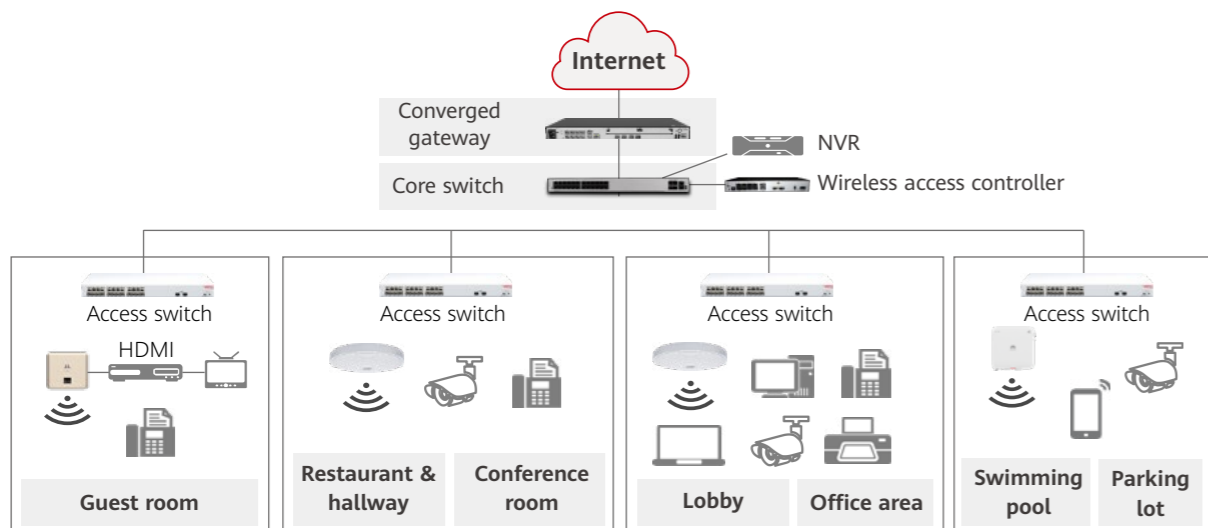 Internet
Converged
gateway
NVR
Core switch
Wireless access controller
Access switch
Access switch
Access switch
Access switch
HDMI
Guest room
Restaurant &
hallway
Conference
room
Lobby
Office area
Swimming
pool
Parking
lot